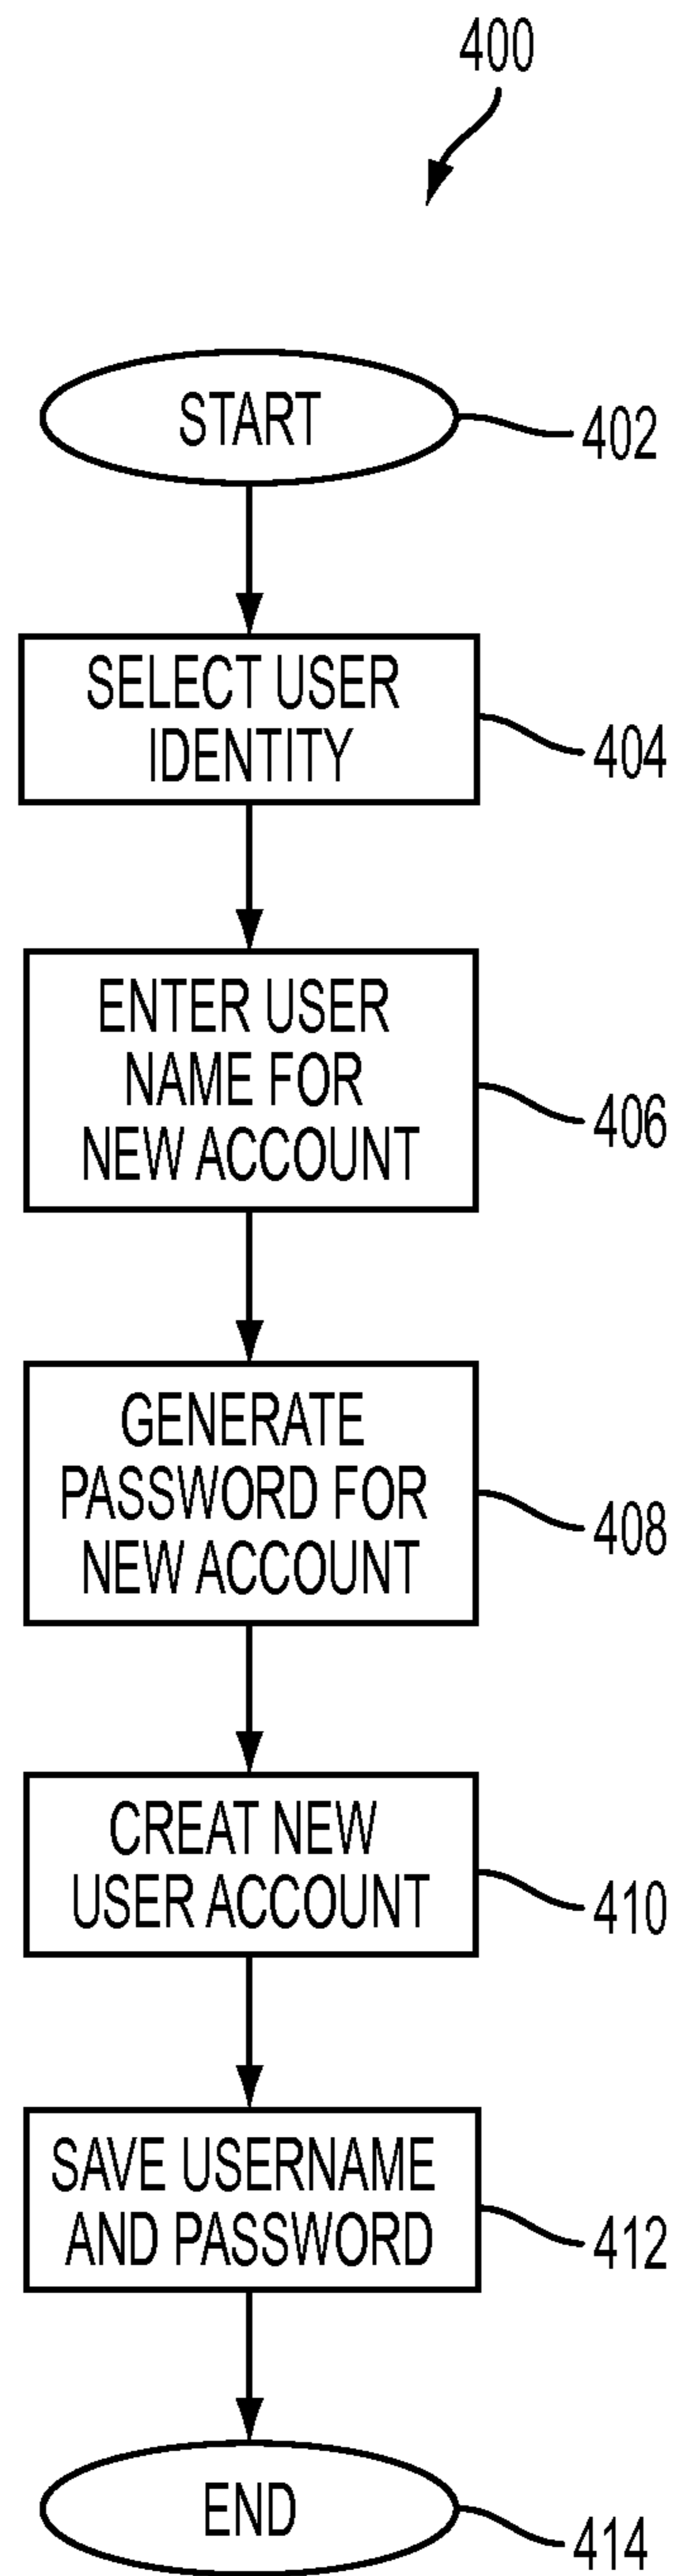 400
START
402
SELECT USER
IDENTITY
404
ENTER USER
NAME FOR
NEW ACCOUNT
406
GENERATE
PASSWORD FOR
NEW ACCOUNT
408
CREAT NEW
USER ACCOUNT
410
SAVE USERNAME
AND PASSWORD
412
END
414